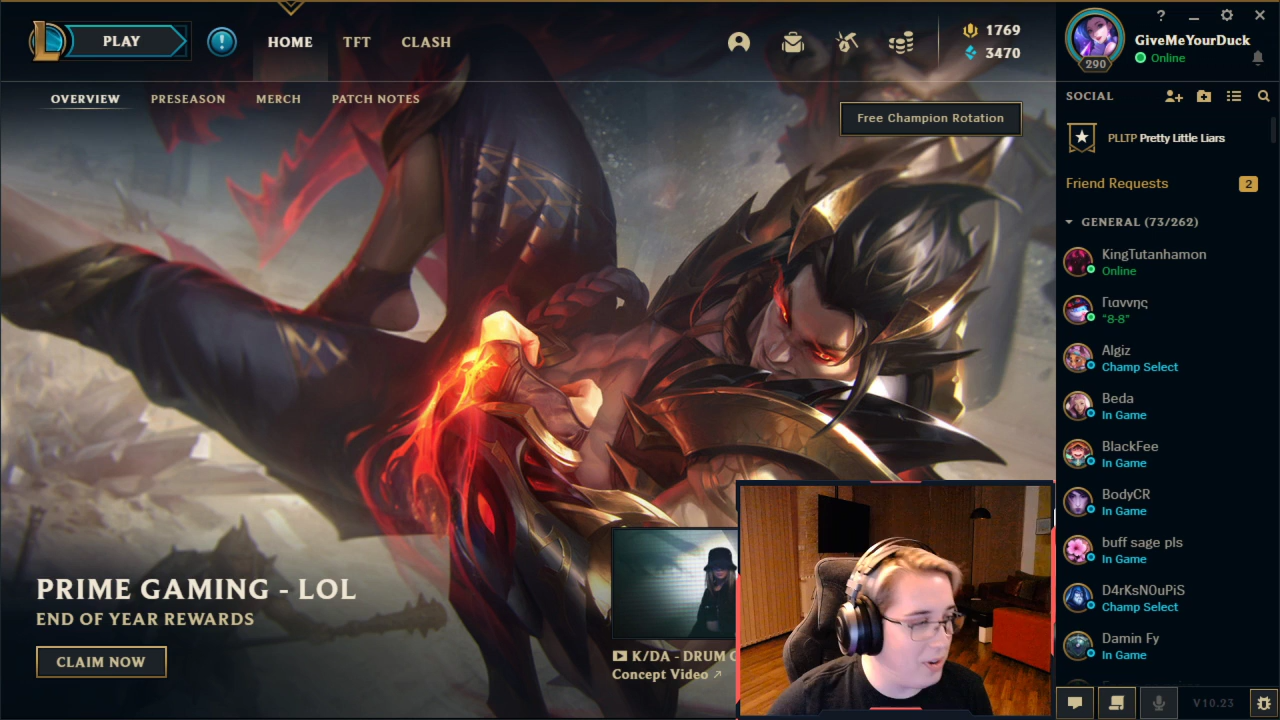 PLAY
HOME
TFT
CLASH
1769
3470
?
GiveMeYourDuck
Online
290
OVERVIEW
PRESEASON
MERCH
PATCH NOTES
Free Champion Rotation
SOCIAL
PLLTP Pretty Little Liars
Friend Requests
2
GENERAL (73/262)
KingTutanhamon
Online
Γιαννης
"8-8"
Algiz
Champ Select
Beda
In Game
BlackFee
In Game
BodyCR
In Game
buff sage pls
In Game
D4rKsN0uPiS
Champ Select
Damin Fy
In Game
PRIME GAMING - LOL
END OF YEAR REWARDS
CLAIM NOW
K/DA - DRUM
Concept Video
V10.23